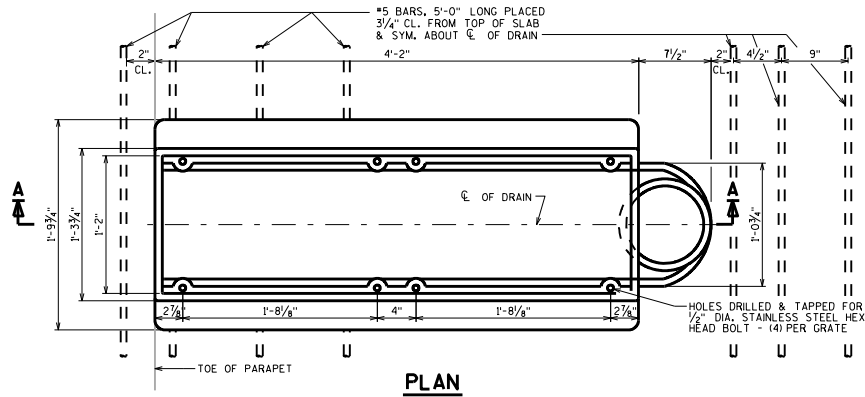 #5 BARS, 5'-0" LONG PLACED
3¼" CL. FROM TOP OF SLAB
& SYM. ABOUT ℄ OF DRAIN
2"
CL.
4'-2"
7½"
2"
CL.
4½"
9"
A
A
1'-9¾"
1'-3¾"
1'-2"
℄ OF DRAIN
1'-0¾"
2⅞"
1'-8⅛"
4"
1'-8⅛"
2⅞"
HOLES DRILLED & TAPPED FOR
½" DIA. STAINLESS STEEL HEX
HEAD BOLT - (4) PER GRATE
TOE OF PARAPET
PLAN